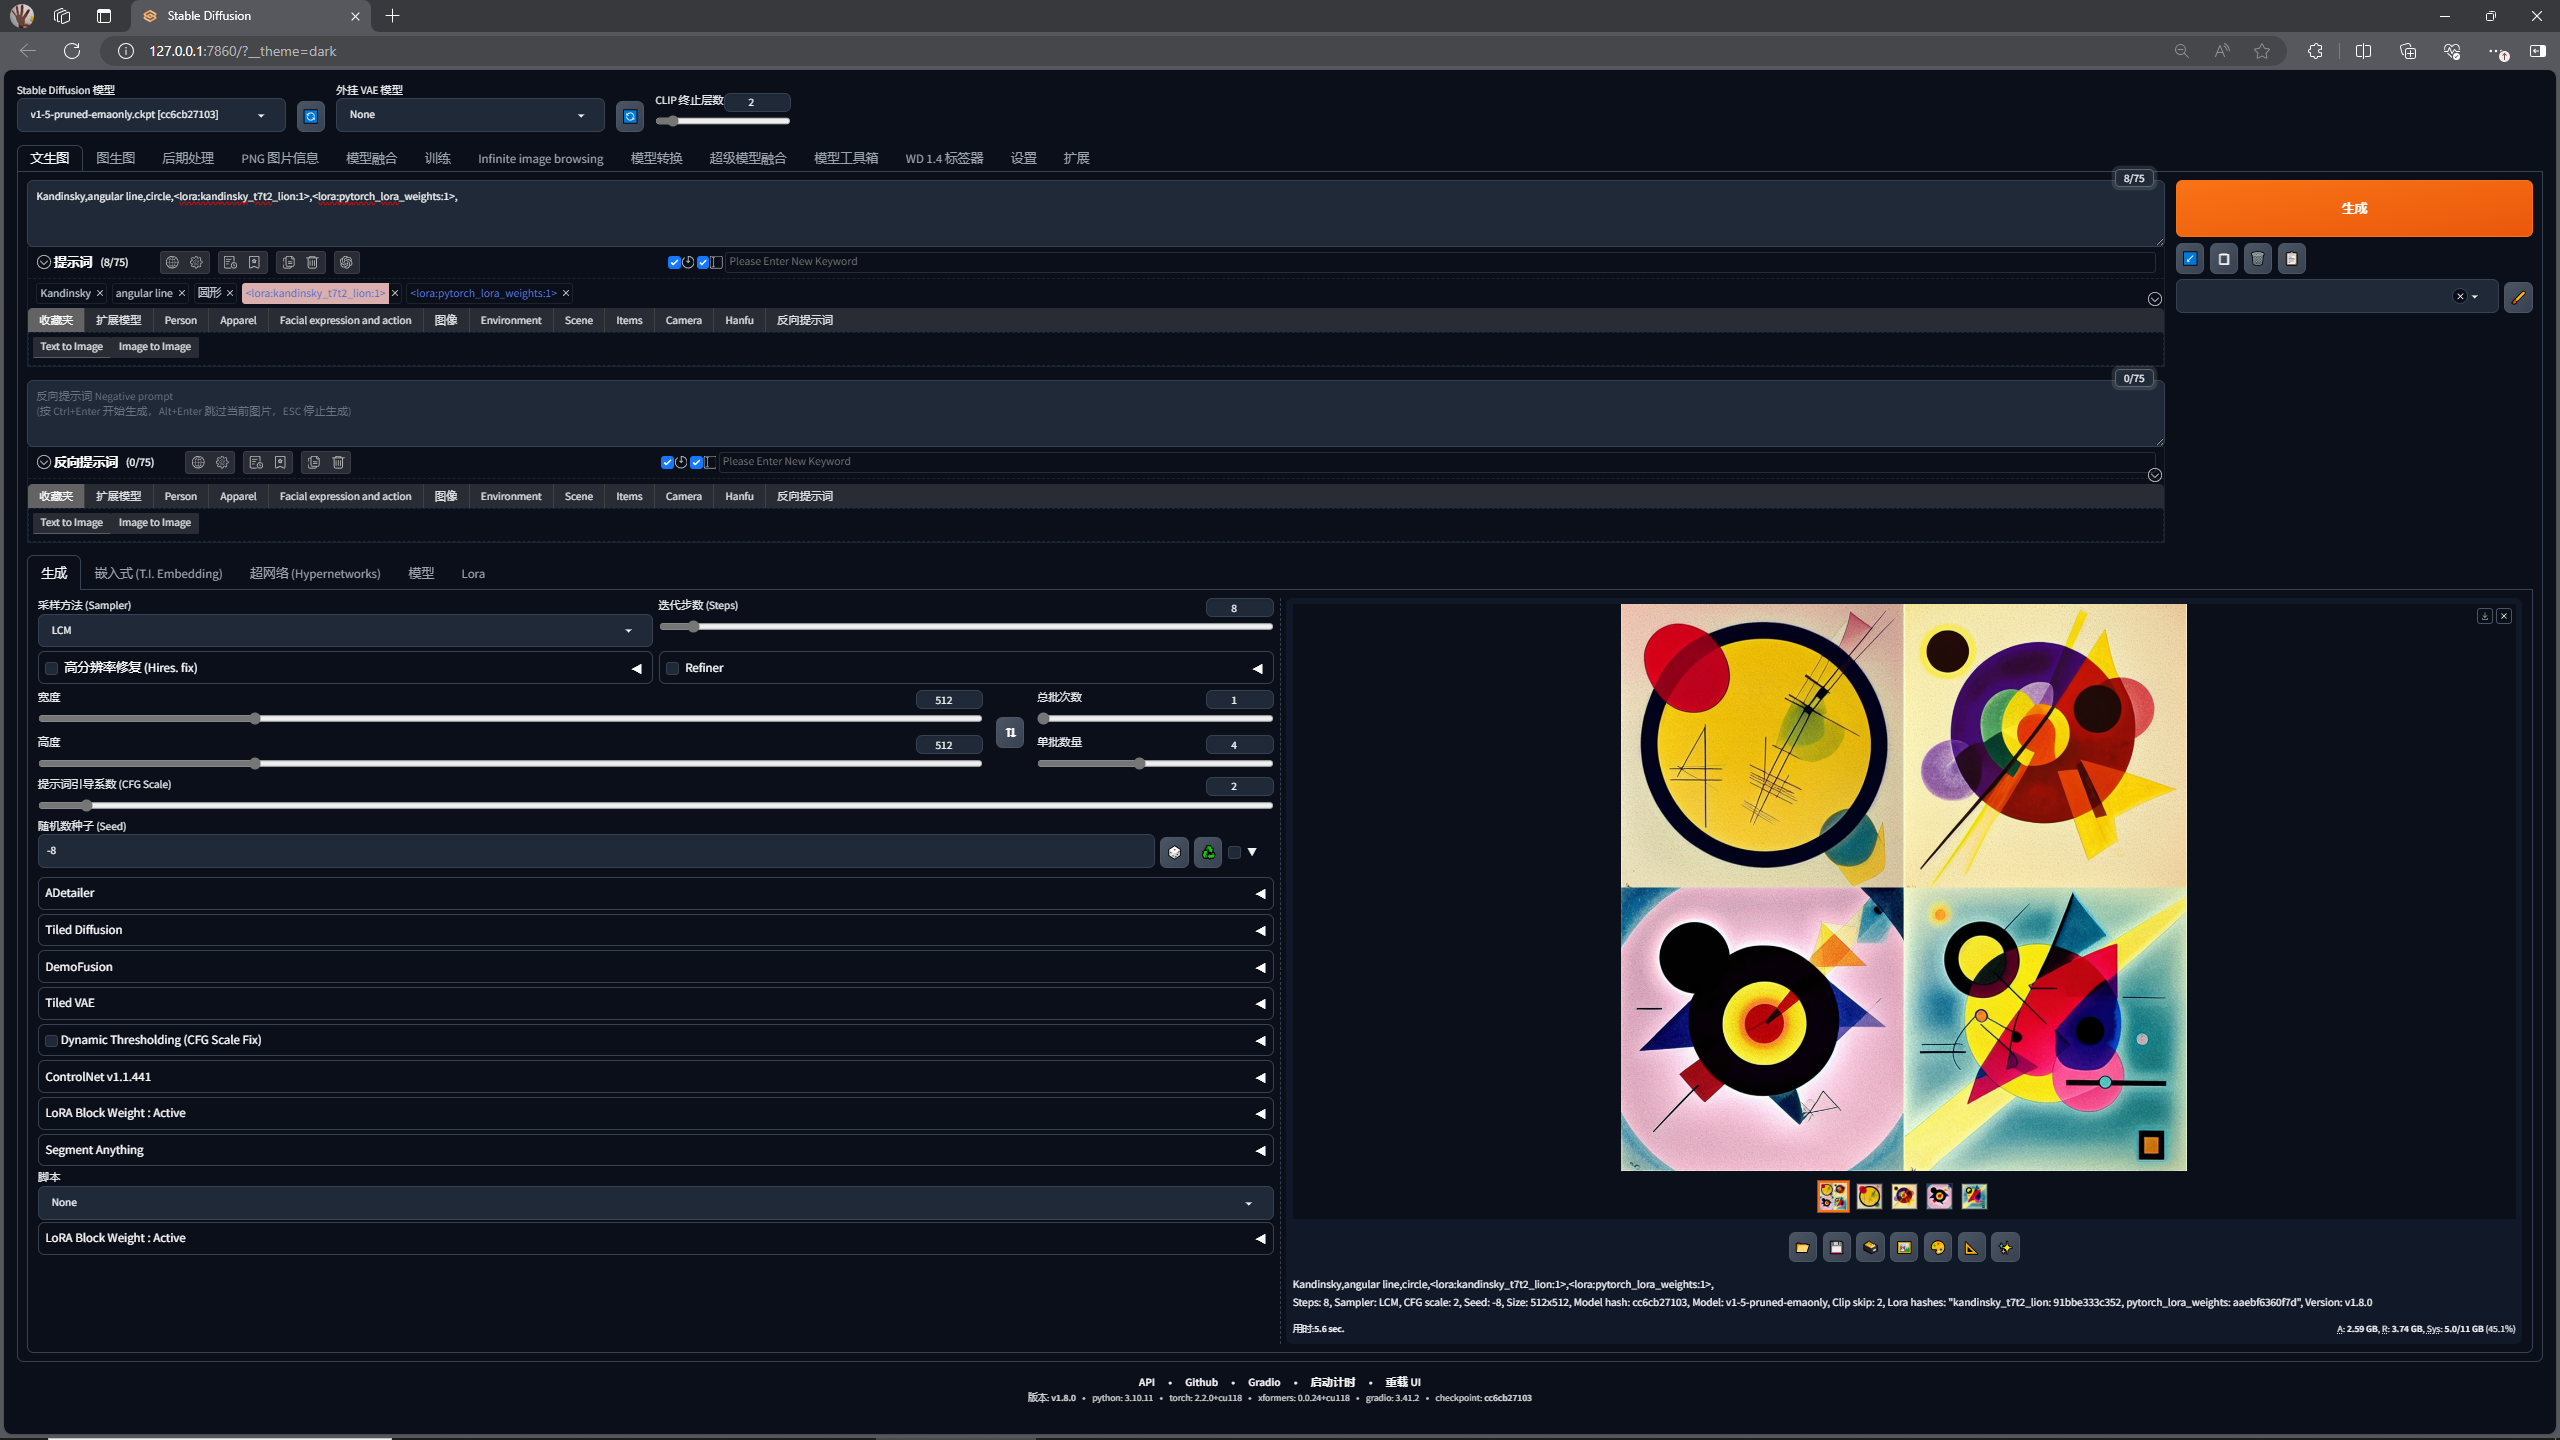 Stable Diffusion
127.0.0.1:7860/?__theme=dark
Stable Diffusion 模型
外挂 VAE 模型
CLIP 终止层数
2
v1-5-pruned-emaonly.ckpt [cc6cb27103]
None
文生图 图生图 后期处理 PNG 图片信息 模型融合 训练 Infinite image browsing 模型转换 超级模型融合 模型工具箱 WD 1.4 标签器 设置 扩展
8/75
Kandinsky,angular line,circle,<lora:kandinsky_t7t2_lion:1>,<lora:pytorch_lora_weights:1>,
生成
提示词 (8/75)
Please Enter New Keyword
Kandinsky × angular line × 圆形 × <lora:kandinsky_t7t2_lion:1> × <lora:pytorch_lora_weights:1> ×
收藏夹 扩展模型 Person Apparel Facial expression and action 图像 Environment Scene Items Camera Hanfu 反向提示词
Text to Image Image to Image
0/75
反向提示词 Negative prompt
(按 Ctrl+Enter 开始生成，Alt+Enter 跳过当前图片，ESC 停止生成)
反向提示词 (0/75)
Please Enter New Keyword
收藏夹 扩展模型 Person Apparel Facial expression and action 图像 Environment Scene Items Camera Hanfu 反向提示词
Text to Image Image to Image
生成 嵌入式 (T.I. Embedding) 超网络 (Hypernetworks) 模型 Lora
采样方法 (Sampler)
LCM
迭代步数 (Steps)
8
高分辨率修复 (Hires. fix)
Refiner
宽度
512
总批次数
1
高度
512
单批数量
4
提示词引导系数 (CFG Scale)
2
随机数种子 (Seed)
-8
ADetailer
Tiled Diffusion
DemoFusion
Tiled VAE
Dynamic Thresholding (CFG Scale Fix)
ControlNet v1.1.441
LoRA Block Weight : Active
Segment Anything
脚本
None
LoRA Block Weight : Active
Kandinsky,angular line,circle,<lora:kandinsky_t7t2_lion:1>,<lora:pytorch_lora_weights:1>,
Steps: 8, Sampler: LCM, CFG scale: 2, Seed: -8, Size: 512x512, Model hash: cc6cb27103, Model: v1-5-pruned-emaonly, Clip skip: 2, Lora hashes: "kandinsky_t7t2_lion: 91bbe333c352, pytorch_lora_weights: aaebf6360f7d", Version: v1.8.0
用时:5.6 sec.
A: 2.59 GB, R: 3.74 GB, Sys: 5.0/11 GB (45.1%)
API • Github • Gradio • 启动计时 • 重载 UI
版本: v1.8.0 • python: 3.10.11 • torch: 2.2.0+cu118 • xformers: 0.0.24+cu118 • gradio: 3.41.2 • checkpoint: cc6cb27103